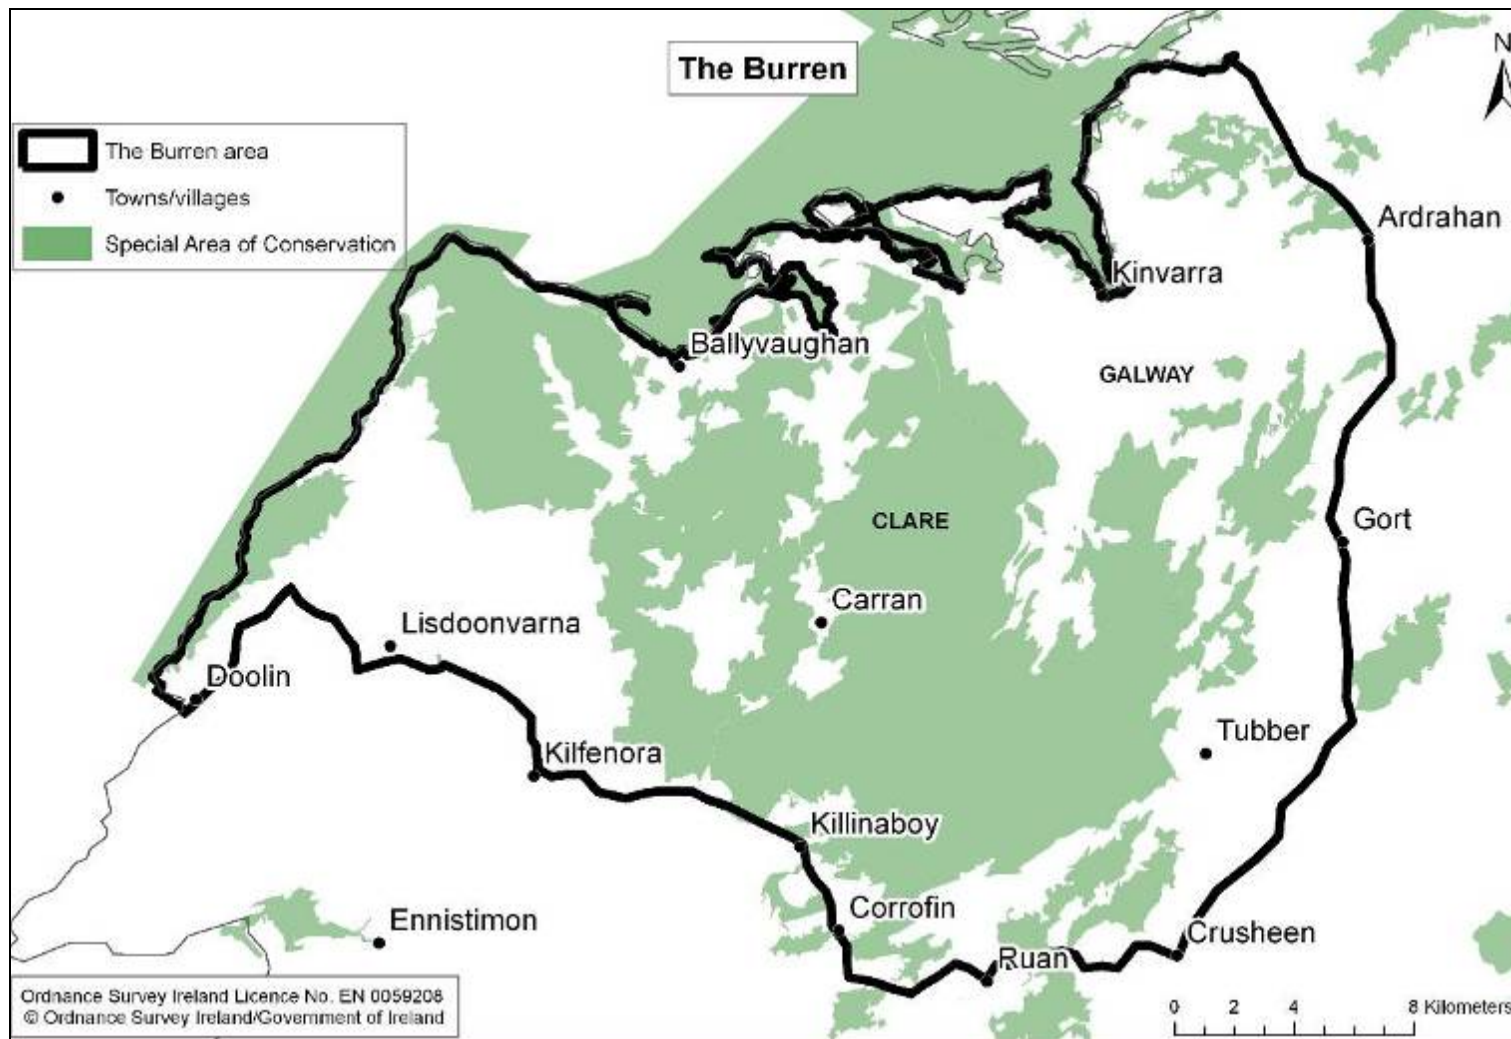 The Burren
N
The Burren area
Towns/villages
Special Area of Conservation
Ardrahan
Kinvarra
Ballyvaughan
GALWAY
CLARE
Gort
Carran
Lisdoonvarna
Doolin
Tubber
Kilfenora
Killinaboy
Corrofin
Ennistimon
Crusheen
Ruan
Ordnance Survey Ireland Licence No. EN 0059208
© Ordnance Survey Ireland/Government of Ireland
0 2 4 8 Kilometers